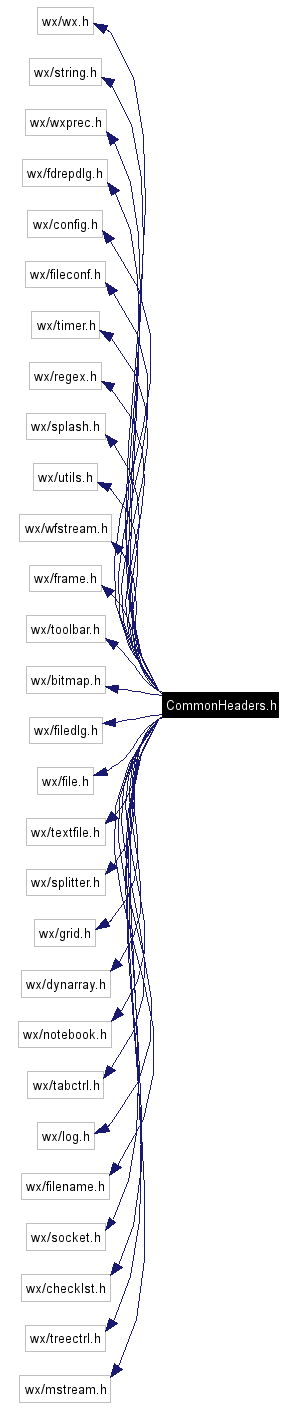 wx/wx.h
wx/string.h
wx/wxprec.h
wx/fdrepdlg.h
wx/config.h
wx/fileconf.h
wx/timer.h
wx/regex.h
wx/splash.h
wx/utils.h
wx/wfstream.h
wx/frame.h
wx/toolbar.h
wx/bitmap.h
CommonHeaders.h
wx/filedlg.h
wx/file.h
wx/textfile.h
wx/splitter.h
wx/grid.h
wx/dynarray.h
wx/notebook.h
wx/tabctrl.h
wx/log.h
wx/filename.h
wx/socket.h
wx/checklst.h
wx/treectrl.h
wx/mstream.h